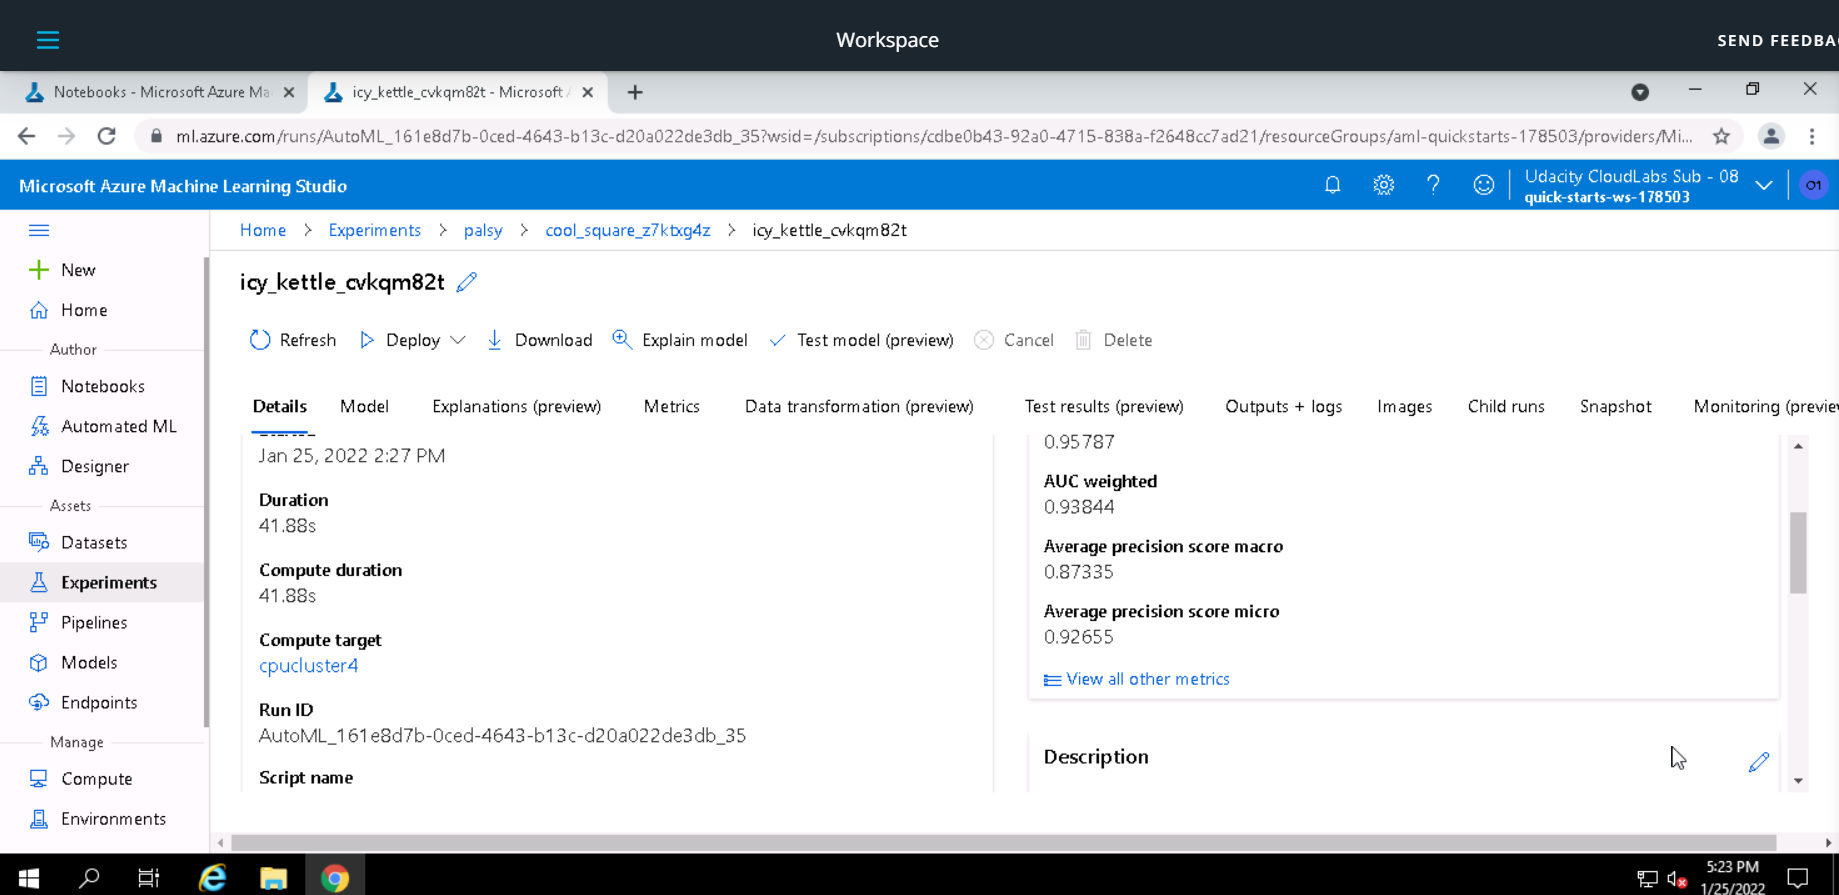 Workspace
SEND FEEDBA
Notebooks - Microsoft Azure Ma
icy_kettle_cvkqm82t - Microsoft A
ml.azure.com/runs/AutoML_161e8d7b-0ced-4643-b13c-d20a022de3db_35?wsid=/subscriptions/cdbe0b43-92a0-4715-838a-f2648cc7ad21/resourceGroups/aml-quickstarts-178503/providers/Mi...
Microsoft Azure Machine Learning Studio
Udacity CloudLabs Sub - 08
quick-starts-ws-178503
O1
Home > Experiments > palsy > cool_square_z7ktxg4z > icy_kettle_cvkqm82t
New
Home
Author
Notebooks
Automated ML
Designer
Assets
Datasets
Experiments
Pipelines
Models
Endpoints
Manage
Compute
Environments
icy_kettle_cvkqm82t
Refresh Deploy Download Explain model Test model (preview) Cancel Delete
Details Model Explanations (preview) Metrics Data transformation (preview) Test results (preview) Outputs + logs Images Child runs Snapshot Monitoring (previe
Jan 25, 2022 2:27 PM
Duration
41.88s
Compute duration
41.88s
Compute target
cpucluster4
Run ID
AutoML_161e8d7b-0ced-4643-b13c-d20a022de3db_35
Script name
0.95787
AUC weighted
0.93844
Average precision score macro
0.87335
Average precision score micro
0.92655
View all other metrics
Description
5:23 PM
1/25/2022